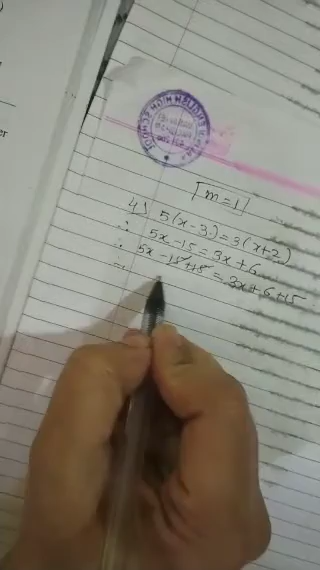 m = 1
4) 5(x-3) = 3(x+2)
∴ 5x - 15 = 3x + 6
∴ 5x - 15 + 15 = 3x + 6 + 15
∴